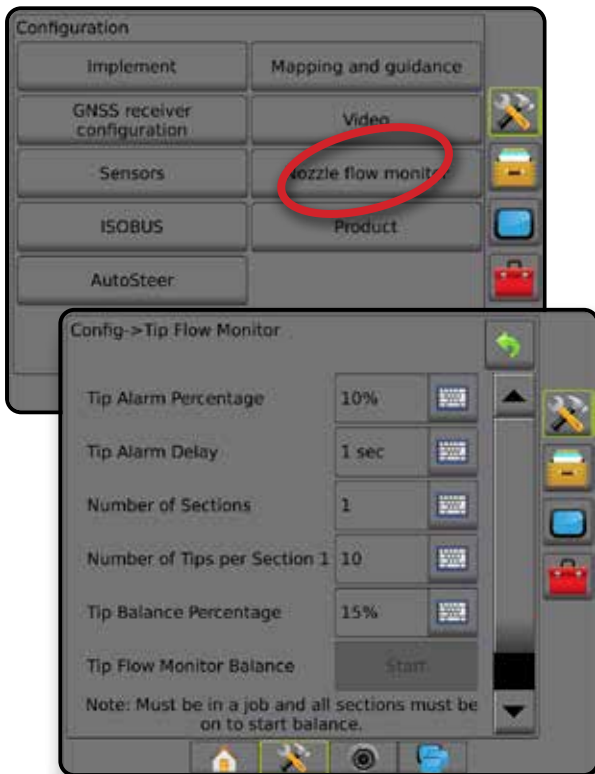 Configuration
Implement
Mapping and guidance
GNSS receiver
configuration
Video
Sensors
Nozzle flow monitor
ISOBUS
Product
AutoSteer
Config->Tip Flow Monitor
Tip Alarm Percentage
10%
Tip Alarm Delay
1 sec
Number of Sections
1
Number of Tips per Section 1
10
Tip Balance Percentage
15%
Tip Flow Monitor Balance
Start
Note: Must be in a job and all sections must be
on to start balance.